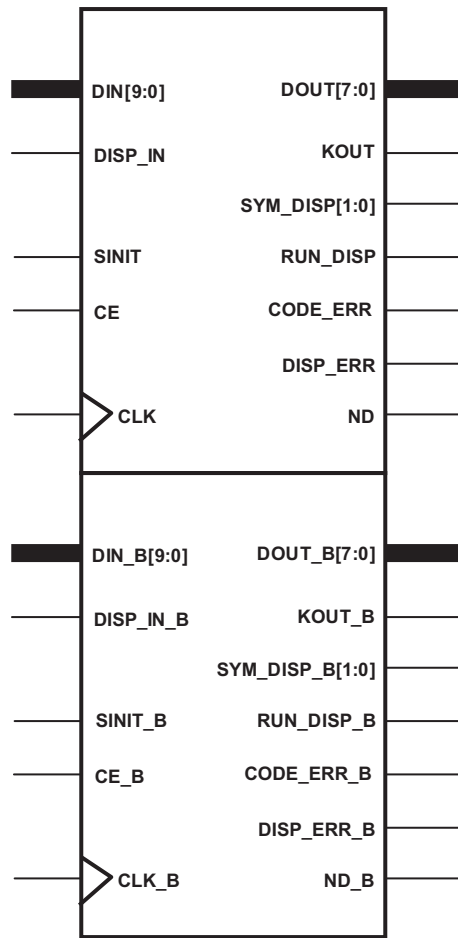 DIN[9:0] DOUT[7:0]
DISP_IN KOUT
SYM_DISP[1:0]
SINIT RUN_DISP
CE CODE_ERR
DISP_ERR
CLK ND
DIN_B[9:0] DOUT_B[7:0]
DISP_IN_B KOUT_B
SYM_DISP_B[1:0]
SINIT_B RUN_DISP_B
CE_B CODE_ERR_B
DISP_ERR_B
CLK_B ND_B